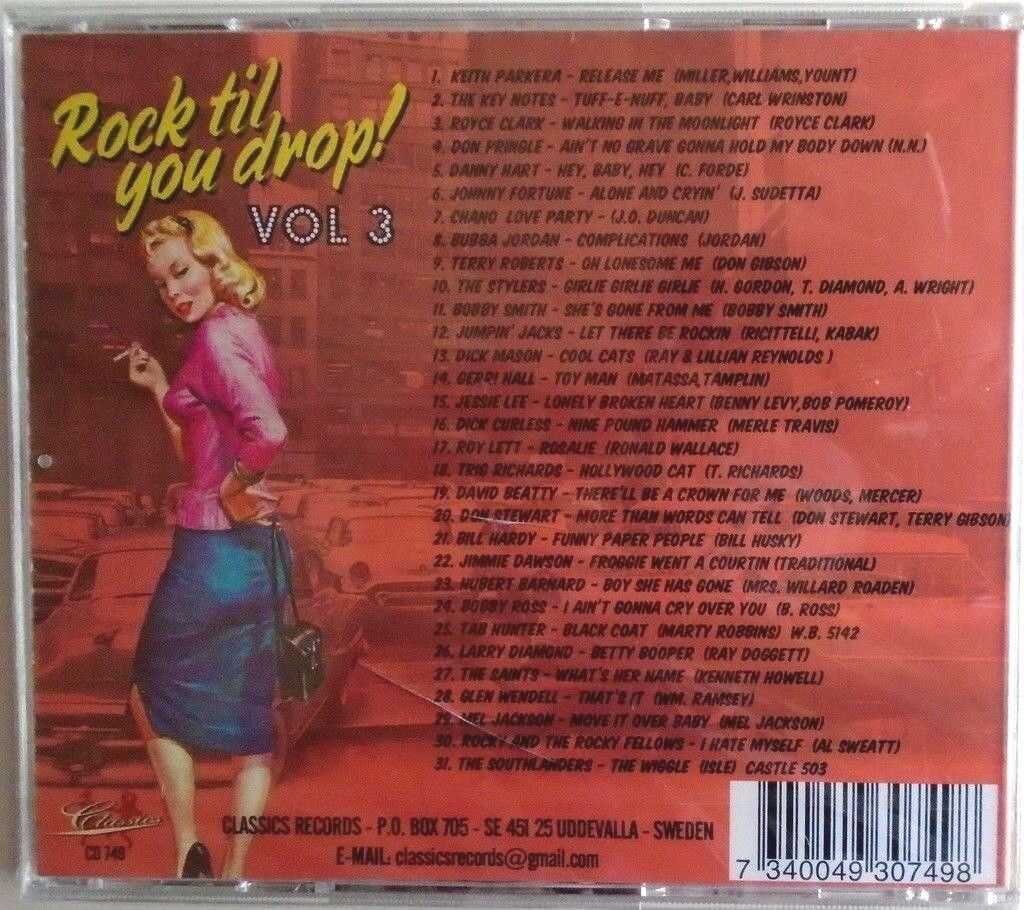 Rock til
you drop!
VOL 3
1. KEITH PARKERA - RELEASE ME (MILLER,WILLIAMS,YOUNT)
2. THE KEY NOTES - TUFF-E-NUFF, BABY (CARL WRINSTON)
3. ROYCE CLARK - WALKING IN THE MOONLIGHT (ROYCE CLARK)
4. DON PRINGLE - AIN'T NO GRAVE GONNA HOLD MY BODY DOWN (N.N.)
5. DANNY HART - HEY, BABY, HEY (C. FORDE)
6. JOHNNY FORTUNE - ALONE AND CRYIN' (J. SUDETTA)
7. CHANO LOVE PARTY - (J.O. DUNCAN)
8. BUBBA JORDAN - COMPLICATIONS (JORDAN)
9. TERRY ROBERTS - OH LONESOME ME (DON GIBSON)
10. THE STYLERS - GIRLIE GIRLIE GIRLIE (H. GORDON, T. DIAMOND, A. WRIGHT)
11. BOBBY SMITH - SHE'S GONE FROM ME (BOBBY SMITH)
12. JUMPIN' JACKS - LET THERE BE ROCKIN (RICITTELLI, KABAK)
13. DICK MASON - COOL CATS (RAY & LILLIAN REYNOLDS )
14. GERRI HALL - TOY MAN (MATASSA,TAMPLIN)
15. JESSIE LEE - LONELY BROKEN HEART (BENNY LEVY,BOB POMEROY)
16. DICK CURLESS - NINE POUND HAMMER (MERLE TRAVIS)
17. ROY LETT - ROSALIE (RONALD WALLACE)
18. TRIG RICHARDS - HOLLYWOOD CAT (T. RICHARDS)
19. DAVID BEATTY - THERE'LL BE A CROWN FOR ME (WOODS, MERCER)
20. DON STEWART - MORE THAN WORDS CAN TELL (DON STEWART, TERRY GIBSON)
21. BILL HARDY - FUNNY PAPER PEOPLE (BILL HUSKY)
22. JIMMIE DAWSON - FROGGIE WENT A COURTIN (TRADITIONAL)
23. HUBERT BARNARD - BOY SHE HAS GONE (MRS. WILLARD ROADEN)
24. BOBBY ROSS - I AIN'T GONNA CRY OVER YOU (B. ROSS)
25. TAB HUNTER - BLACK COAT (MARTY ROBBINS) W.B. 5142
26. LARRY DIAMOND - BETTY BOOPER (RAY DOGGETT)
27. THE SAINTS - WHAT'S HER NAME (KENNETH HOWELL)
28. GLEN WENDELL - THAT'S IT (WM. RAMSEY)
29. MEL JACKSON - MOVE IT OVER BABY (MEL JACKSON)
30. ROCKY AND THE ROCKY FELLOWS - I HATE MYSELF (AL SWEATT)
31. THE SOUTHLANDERS - THE WIGGLE (ISLE) CASTLE 503
Classics
CD 749
CLASSICS RECORDS - P.O. BOX 705 - SE 451 25 UDDEVALLA - SWEDEN
E-MAIL: classicsrecords@gmail.com
7 340049 307498